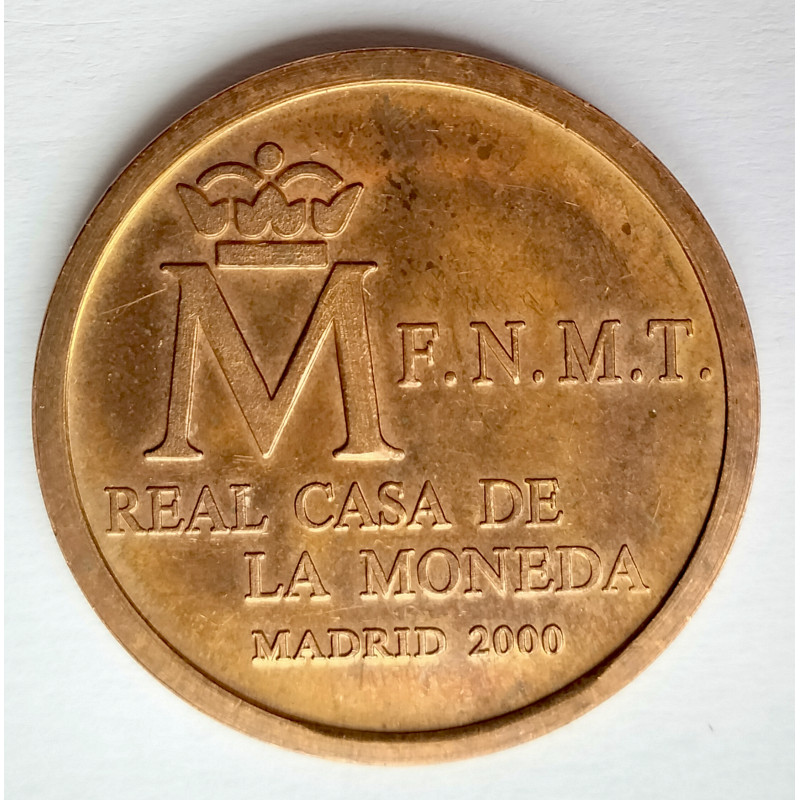 M F.N.M.T.
REAL CASA DE
LA MONEDA
MADRID 2000